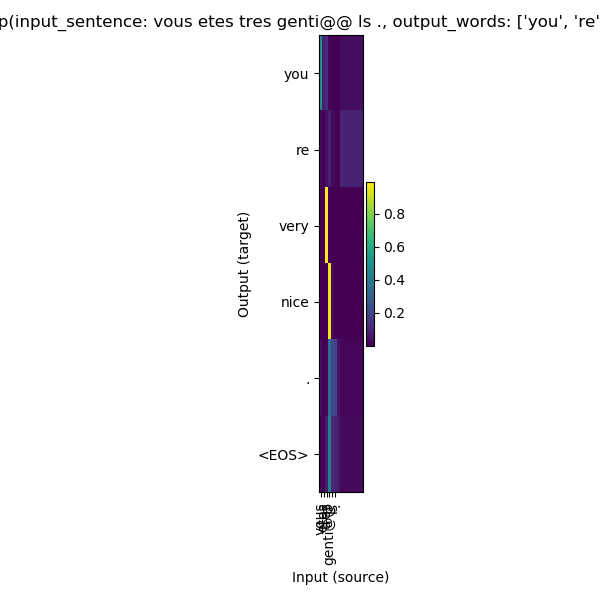 p(input_sentence: vous etes tres genti@@ ls ., output_words: ['you', 're'
you
re
very
nice
.
<EOS>
Output (target)
0.8
0.6
0.4
0.2
vous
genti@@
.
Input (source)